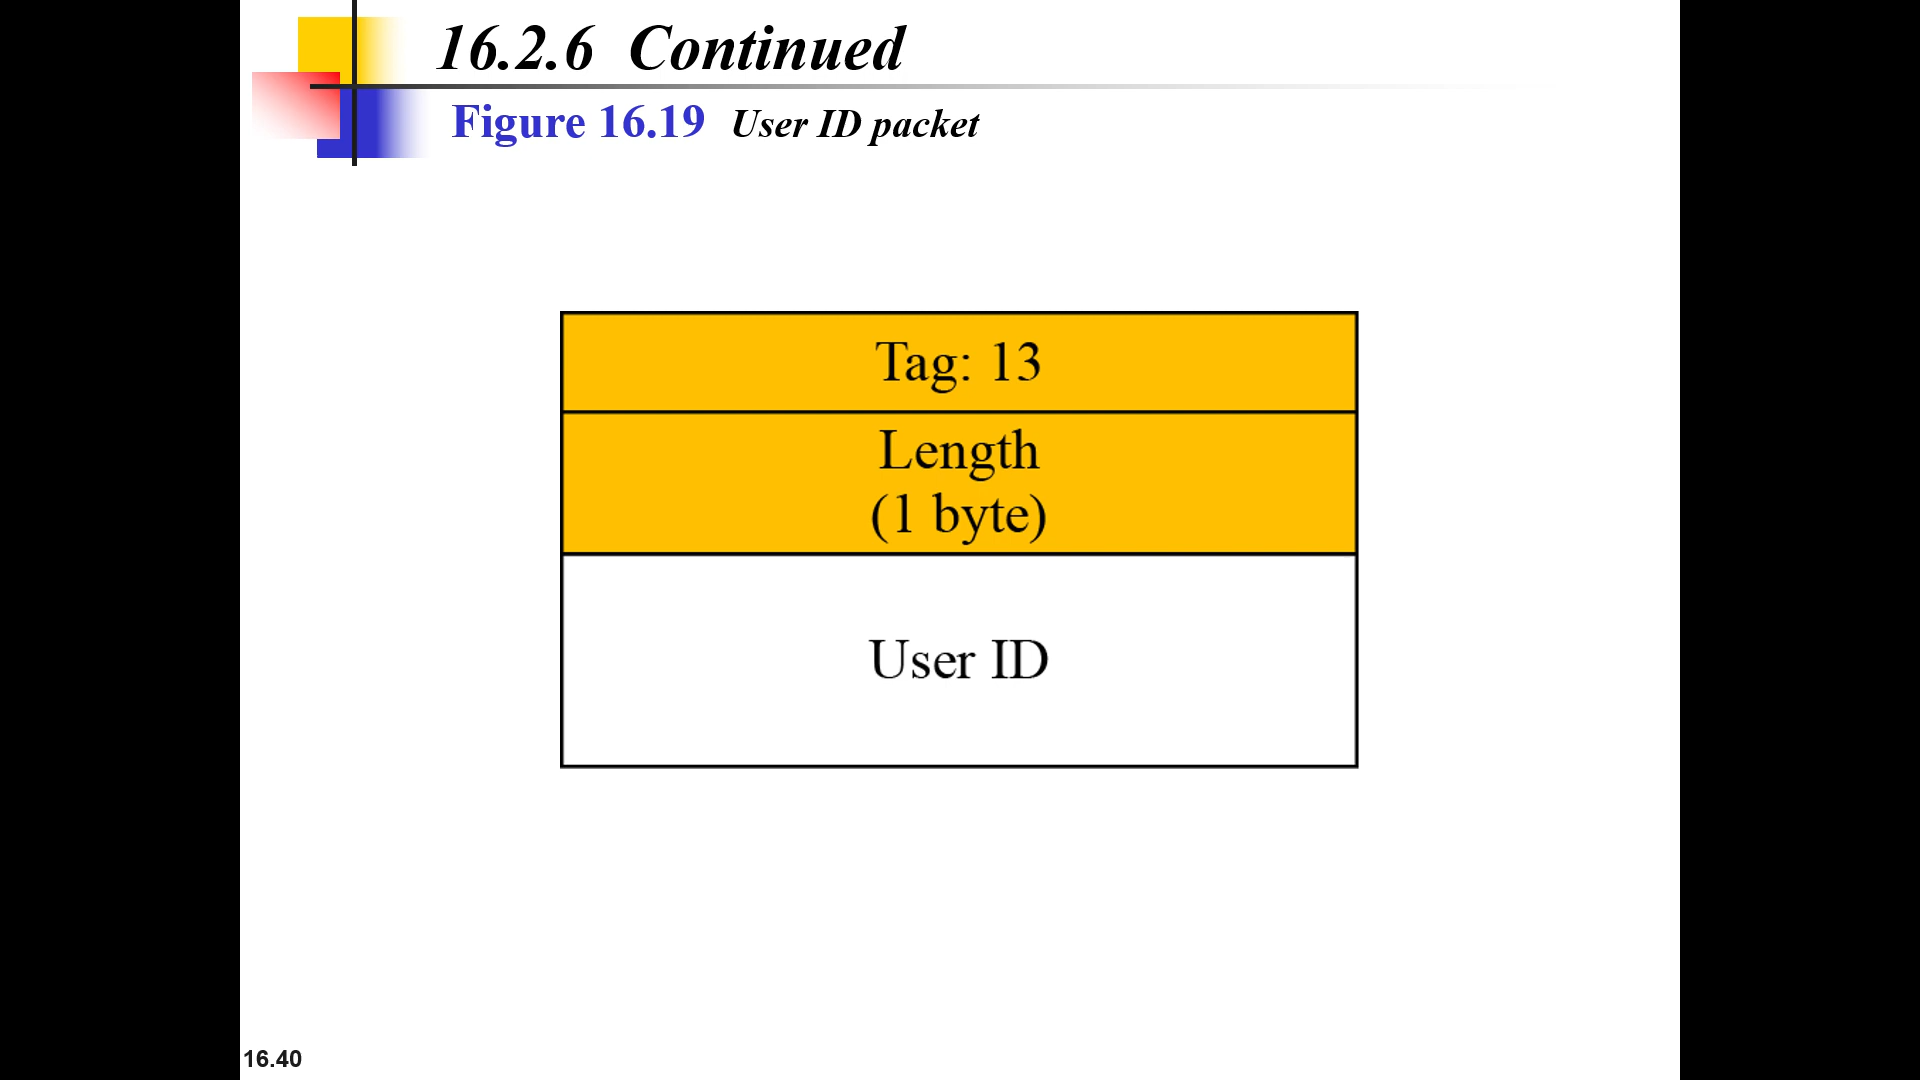 16.2.6 Continued
Figure 16.19 User ID packet
Tag: 13
Length
(1 byte)
User ID
16.40